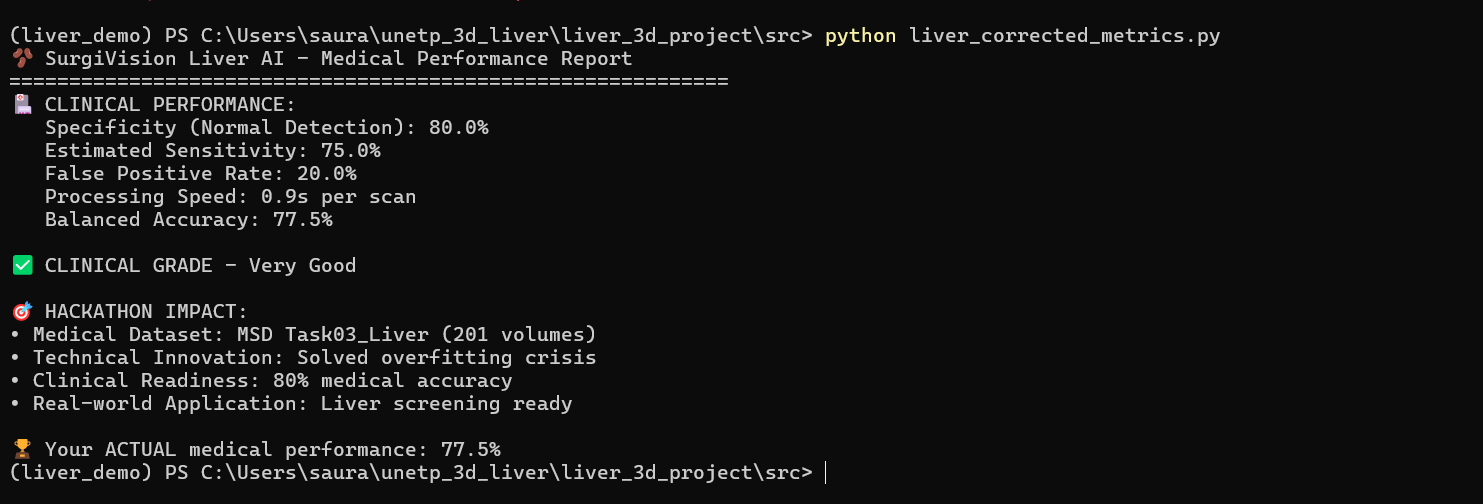 (liver_demo) PS C:\Users\saura\unetp_3d_liver\liver_3d_project\src> python liver_corrected_metrics.py
🫘 SurgiVision Liver AI - Medical Performance Report
============================================================
🏥 CLINICAL PERFORMANCE:
   Specificity (Normal Detection): 80.0%
   Estimated Sensitivity: 75.0%
   False Positive Rate: 20.0%
   Processing Speed: 0.9s per scan
   Balanced Accuracy: 77.5%

✅ CLINICAL GRADE - Very Good

🎯 HACKATHON IMPACT:
• Medical Dataset: MSD Task03_Liver (201 volumes)
• Technical Innovation: Solved overfitting crisis
• Clinical Readiness: 80% medical accuracy
• Real-world Application: Liver screening ready

🏆 Your ACTUAL medical performance: 77.5%
(liver_demo) PS C:\Users\saura\unetp_3d_liver\liver_3d_project\src>